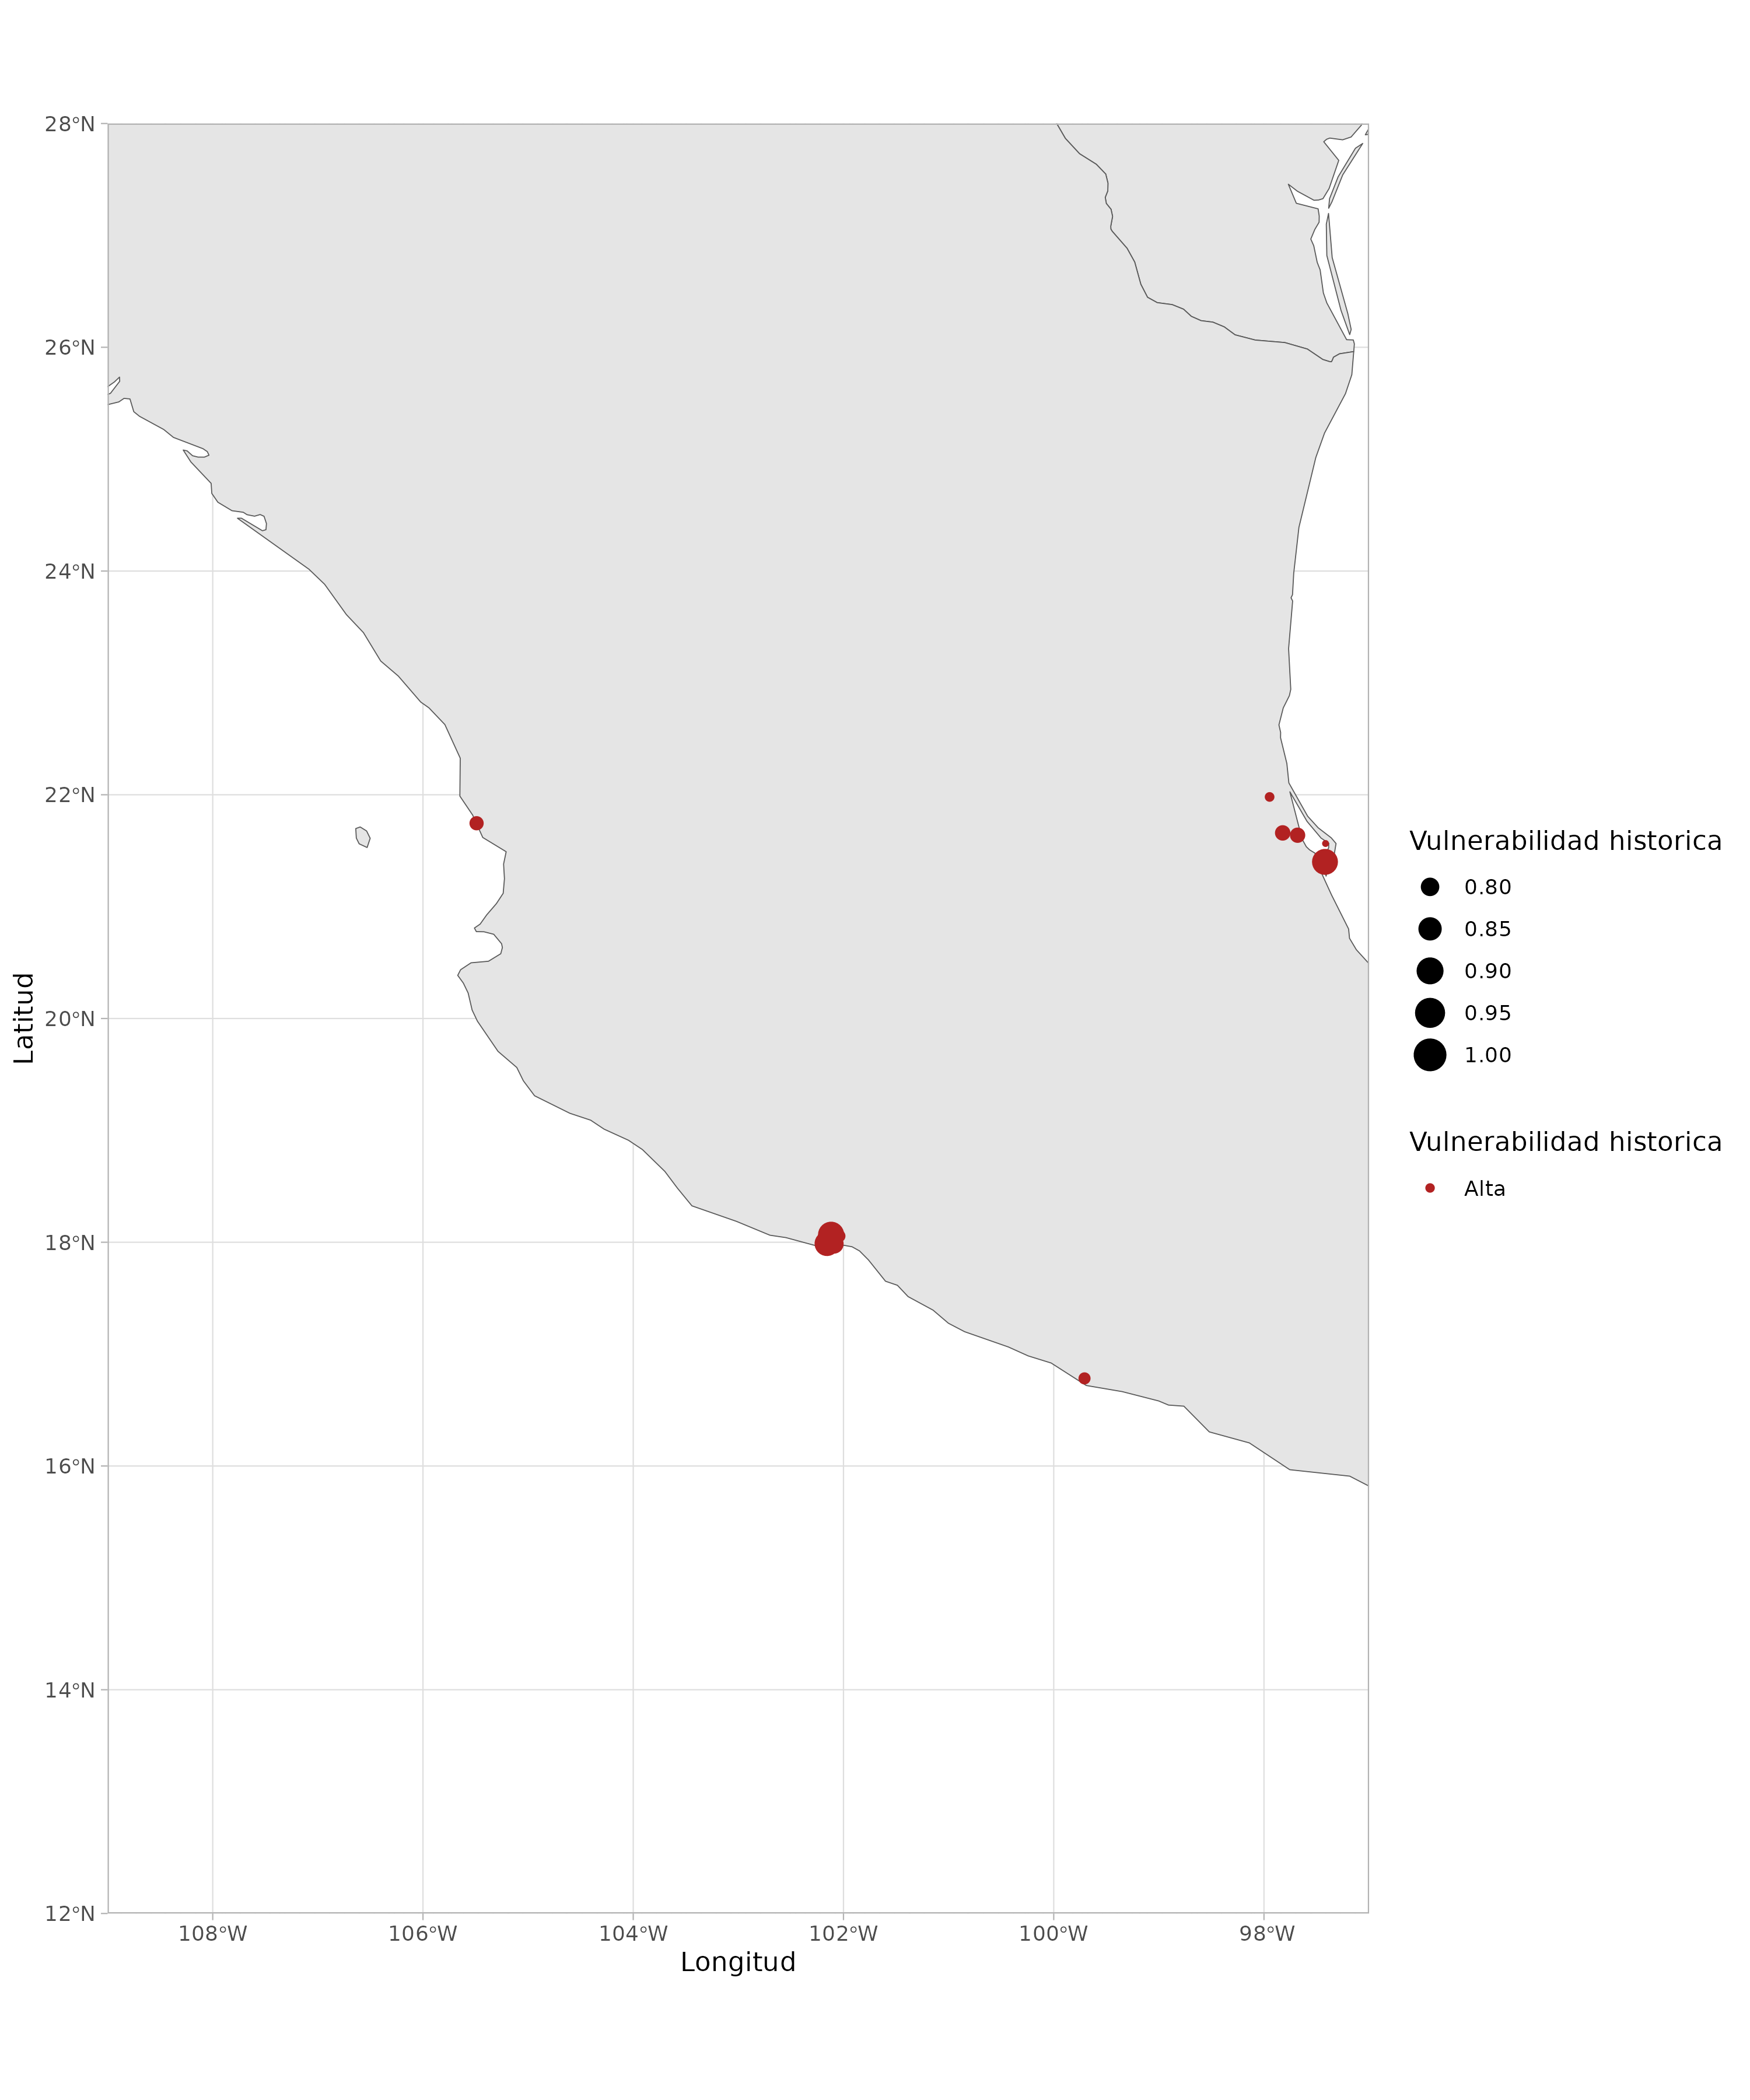 28°N
26°N
24°N
22°N
20°N
18°N
16°N
14°N
12°N
Latitud
108°W 106°W 104°W 102°W 100°W 98°W
Longitud
Vulnerabilidad historica
0.80
0.85
0.90
0.95
1.00
Vulnerabilidad historica
Alta